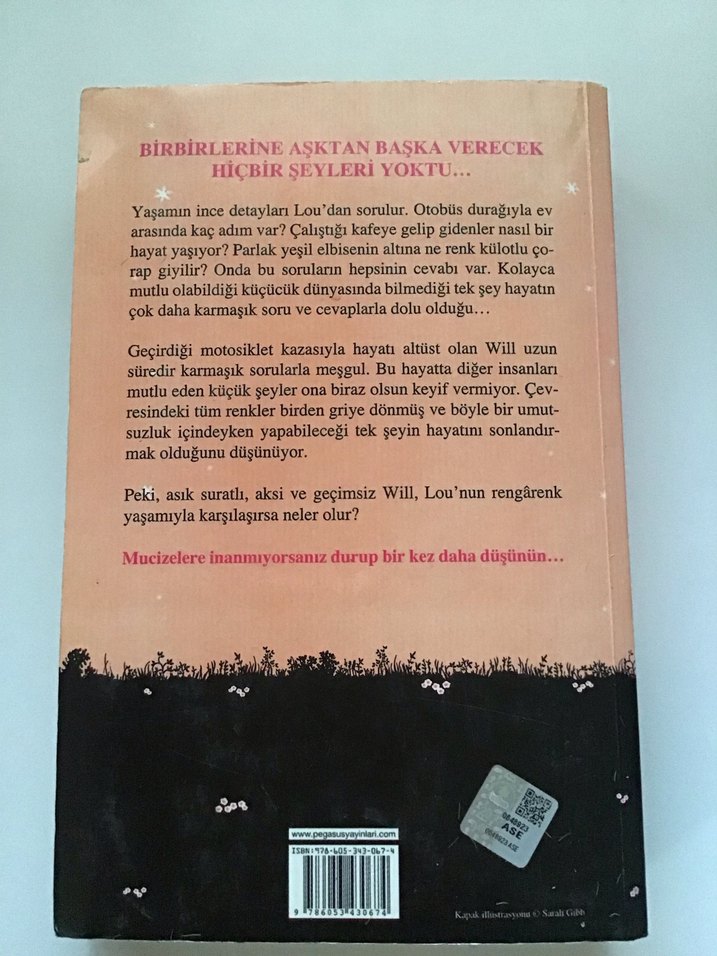 BİRBİRLERİNE AŞKTAN BAŞKA VERECEK
HİÇBİR ŞEYLERİ YOKTU...
Yaşamın ince detayları Lou'dan sorulur. Otobüs durağıyla ev
arasında kaç adım var? Çalıştığı kafeye gelip gidenler nasıl bir
hayat yaşıyor? Parlak yeşil elbisenin altına ne renk külotlu ço-
rap giyilir? Onda bu soruların hepsinin cevabı var. Kolayca
mutlu olabildiği küçücük dünyasında bilmediği tek şey hayatın
çok daha karmaşık soru ve cevaplarla dolu olduğu...
Geçirdiği motosiklet kazasıyla hayatı altüst olan Will uzun
süredir karmaşık sorularla meşgul. Bu hayatta diğer insanları
mutlu eden küçük şeyler ona biraz olsun keyif vermiyor. Çev-
resindeki tüm renkler birden griye dönmüş ve böyle bir umut-
suzluk içindeyken yapabileceği tek şeyin hayatını sonlandır-
mak olduğunu düşünüyor.
Peki, asık suratlı, aksi ve geçimsiz Will, Lou'nun rengârenk
yaşamıyla karşılaşırsa neler olur?
Mucizelere inanmıyorsanız durup bir kez daha düşünün...
www.pegasusyayinlari.com
ISBN:978-605-343-067-4
9 786053 430674
0848923
ASE
0848923 ASE
Kapak illustrasyonu © Sarah Gibb